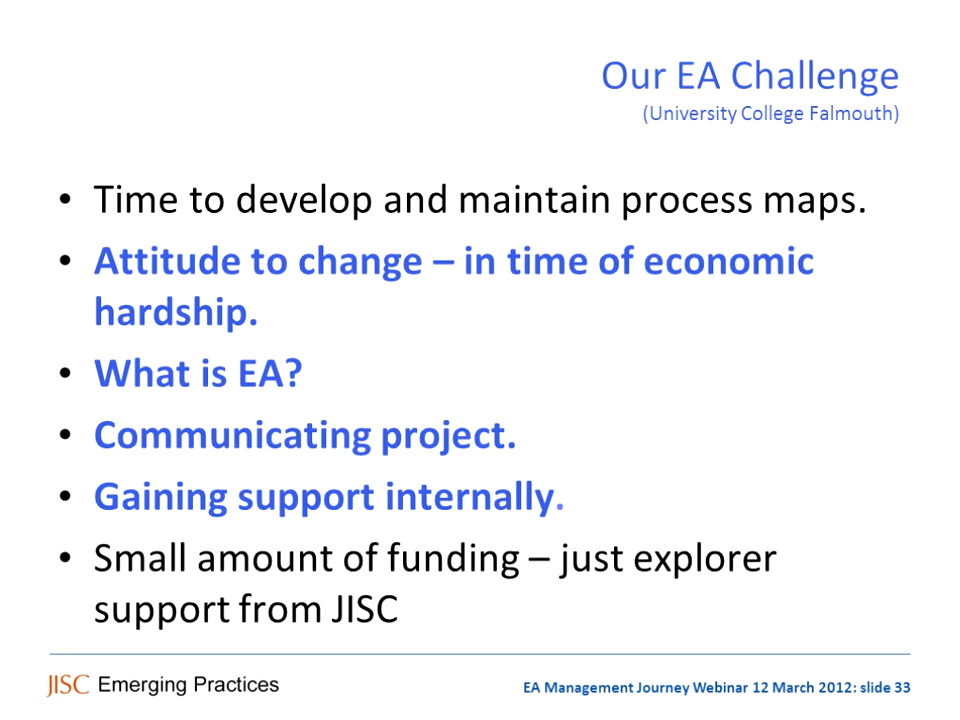 Our EA Challenge
(University College Falmouth)
• Time to develop and maintain process maps.
• Attitude to change – in time of economic
hardship.
• What is EA?
• Communicating project.
• Gaining support internally.
• Small amount of funding – just explorer
support from JISC
JISC Emerging Practices
EA Management Journey Webinar 12 March 2012: slide 33